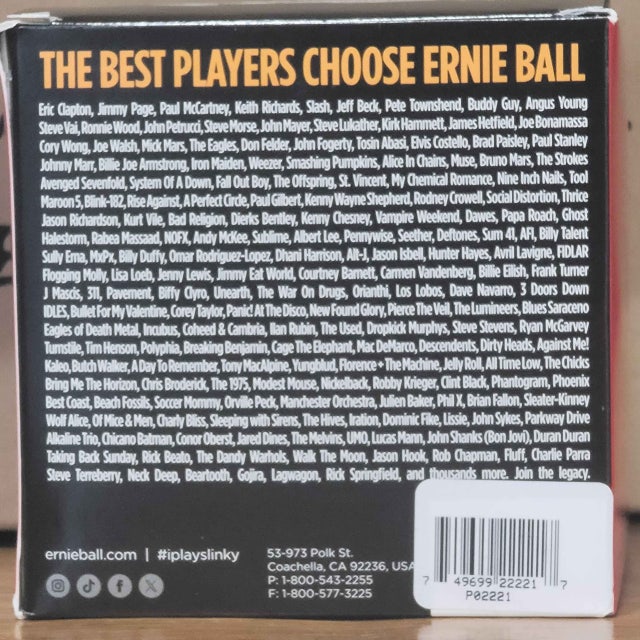 THE BEST PLAYERS CHOOSE ERNIE BALL
Eric Clapton, Jimmy Page, Paul McCartney, Keith Richards, Slash, Jeff Beck, Pete Townshend, Buddy Guy, Angus Young
Steve Vai, Ronnie Wood, John Petrucci, Steve Morse, John Mayer, Steve Lukather, Kirk Hammett, James Hetfield, Joe Bonamassa
Cory Wong, Joe Walsh, Mick Mars, The Eagles, Don Felder, John Fogerty, Tosin Abasi, Elvis Costello, Brad Paisley, Paul Stanley
Johnny Marr, Billie Joe Armstrong, Iron Maiden, Weezer, Smashing Pumpkins, Alice In Chains, Muse, Bruno Mars, The Strokes
Avenged Sevenfold, System Of A Down, Fall Out Boy, The Offspring, St. Vincent, My Chemical Romance, Nine Inch Nails, Tool
Maroon 5, Blink-182, Rise Against, A Perfect Circle, Paul Gilbert, Kenny Wayne Shepherd, Rodney Crowell, Social Distortion, Thrice
Jason Richardson, Kurt Vile, Bad Religion, Dierks Bentley, Kenny Chesney, Vampire Weekend, Dawes, Papa Roach, Ghost
Halestorm, Rabea Massaad, NOFX, Andy McKee, Sublime, Albert Lee, Pennywise, Seether, Deftones, Sum 41, AFI, Billy Talent
Sully Erna, MxPx, Billy Duffy, Omar Rodriguez-Lopez, Dhani Harrison, Alt-J, Jason Isbell, Hunter Hayes, Avril Lavigne, FIDLAR
Flogging Molly, Lisa Loeb, Jenny Lewis, Jimmy Eat World, Courtney Barnett, Carmen Vandenberg, Billie Eilish, Frank Turner
J Mascis, 311, Pavement, Biffy Clyro, Unearth, The War On Drugs, Orianthi, Los Lobos, Dave Navarro, 3 Doors Down
IDLES, Bullet For My Valentine, Corey Taylor, Panic! At The Disco, New Found Glory, Pierce The Veil, The Lumineers, Blues Saraceno
Eagles of Death Metal, Incubus, Coheed & Cambria, Ilan Rubin, The Used, Dropkick Murphys, Steve Stevens, Ryan McGarvey
Turnstile, Tim Henson, Polyphia, Breaking Benjamin, Cage The Elephant, Mac DeMarco, Descendents, Dirty Heads, Against Me!
Kaleo, Butch Walker, A Day To Remember, Tony MacAlpine, Yungblud, Florence + The Machine, Jelly Roll, All Time Low, The Chicks
Bring Me The Horizon, Chris Broderick, The 1975, Modest Mouse, Nickelback, Robby Krieger, Clint Black, Phantogram, Phoenix
Best Coast, Beach Fossils, Soccer Mommy, Orville Peck, Manchester Orchestra, Julien Baker, Phil X, Brian Fallon, Sleater-Kinney
Wolf Alice, Of Mice & Men, Charly Bliss, Sleeping with Sirens, The Hives, Iration, Dominic Fike, Lissie, John Sykes, Parkway Drive
Alkaline Trio, Chicano Batman, Conor Oberst, Jared Dines, The Melvins, UMO, Lucas Mann, John Shanks (Bon Jovi), Duran Duran
Taking Back Sunday, Rick Beato, The Dandy Warhols, Walk The Moon, Jason Hook, Rob Chapman, Fluff, Charlie Parra
Steve Terreberry, Neck Deep, Beartooth, Gojira, Lagwagon, Rick Springfield, and thousands more. Join the legacy.
ernieball.com | #iplayslinky
53-973 Polk St.
Coachella, CA 92236, USA
P: 1-800-543-2255
F: 1-800-577-3225
7 49699 22221 7
P02221